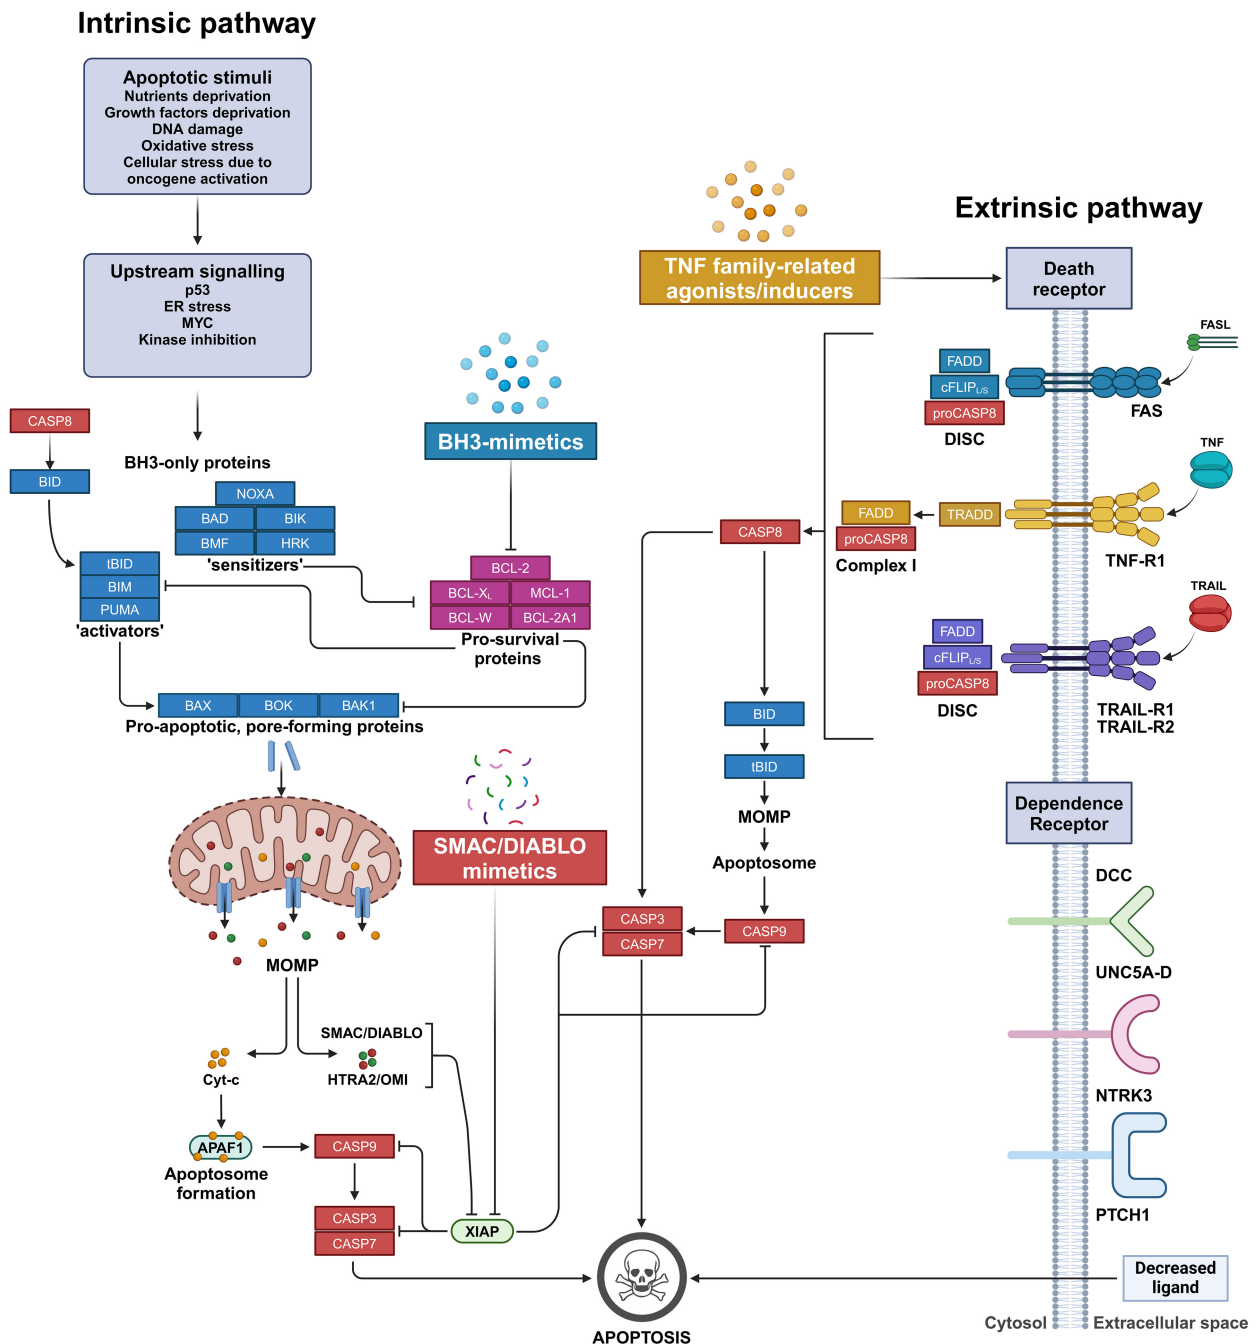 Intrinsic pathway
Apoptotic stimuli
Nutrients deprivation
Growth factors deprivation
DNA damage
Oxidative stress
Cellular stress due to
oncogene activation
Upstream signalling
p53
ER stress
MYC
Kinase inhibition
CASP8
BID
BH3-only proteins
NOXA
BAD
BIK
BMF
HRK
'sensitizers'
tBID
BIM
PUMA
'activators'
BH3-mimetics
BCL-2
BCL-XL
MCL-1
BCL-W
BCL-2A1
Pro-survival
proteins
BAX
BOK
BAK1
Pro-apoptotic, pore-forming proteins
SMAC/DIABLO
mimetics
MOMP
SMAC/DIABLO
HTRA2/OMI
Cyt-c
APAF1
Apoptosome
formation
CASP9
CASP3
CASP7
XIAP
TNF family-related
agonists/inducers
Extrinsic pathway
Death
receptor
FASL
FADD
cFLIPL/S
proCASP8
DISC
FAS
TNF
FADD
proCASP8
Complex I
TRADD
TNF-R1
TRAIL
FADD
cFLIPL/S
proCASP8
DISC
TRAIL-R1
TRAIL-R2
CASP8
BID
tBID
MOMP
Apoptosome
CASP3
CASP7
CASP9
Dependence
Receptor
DCC
UNC5A-D
NTRK3
PTCH1
Decreased
ligand
APOPTOSIS
Cytosol
Extracellular space